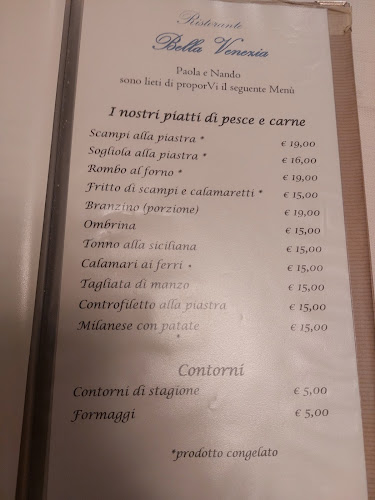 Ristorante
Bella Venezia
Paola e Nando
sono lieti di proporVi il seguente Menù
I nostri piatti di pesce e carne
Scampi alla piastra * € 19,00
Sogliola alla piastra * € 16,00
Rombo al forno * € 19,00
Fritto di scampi e calamaretti * € 15,00
Branzino (porzione) € 19,00
Ombrina € 15,00
Tonno alla siciliana € 15,00
Calamari ai ferri * € 15,00
Tagliata di manzo € 15,00
Controfiletto alla piastra € 15,00
Milanese con patate € 15,00
*
Contorni
Contorni di stagione € 5,00
Formaggi € 5,00
*prodotto congelato